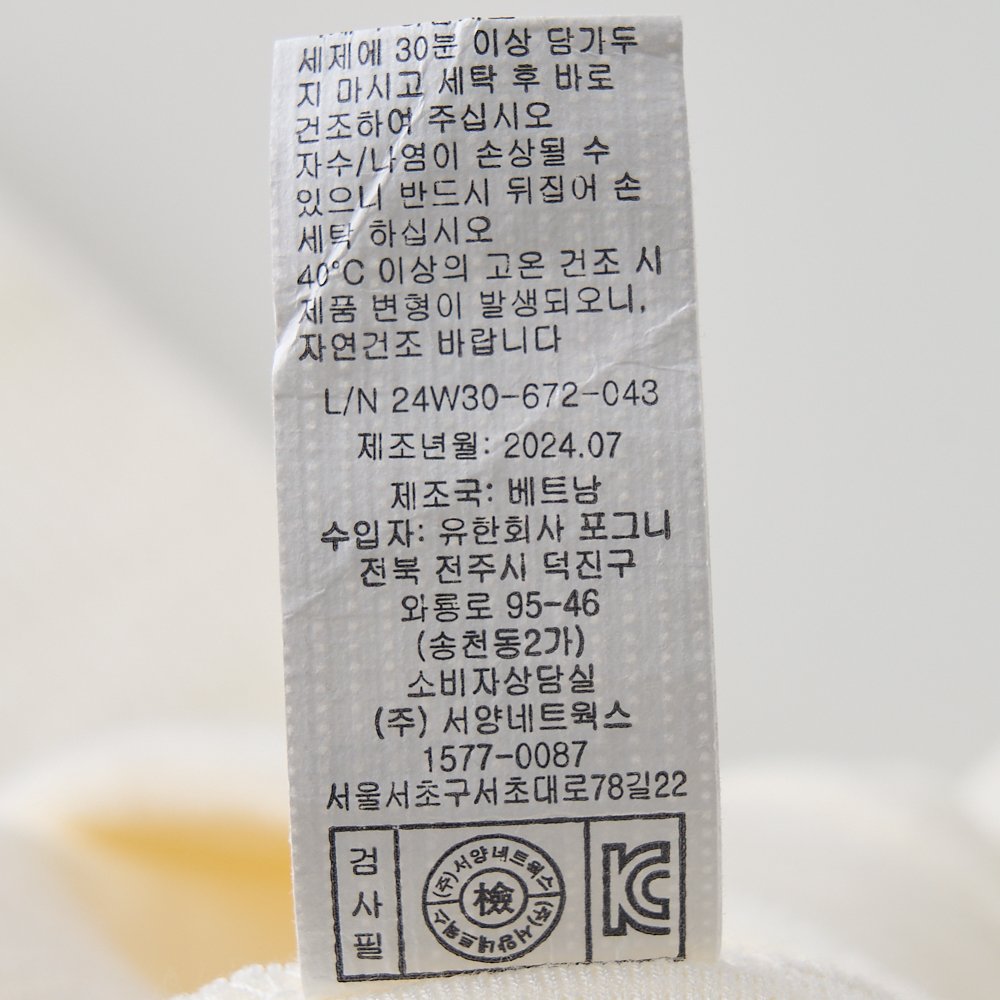 세제에 30분 이상 담가두
지 마시고 세탁 후 바로
건조하여 주십시오
자수/나염이 손상될 수
있으니 반드시 뒤집어 손
세탁 하십시오
40°C 이상의 고온 건조 시
제품 변형이 발생되오니,
자연건조 바랍니다
L/N 24W30-672-043
제조년월: 2024.07
제조국: 베트남
수입자: 유한회사 포그니
전북 전주시 덕진구
와룡로 95-46
(송천동2가)
소비자상담실
(주) 서양네트웍스
1577-0087
서울서초구서초대로78길22
검사필
(주)서양네트웍스
檢
(주)서양네트웍스
KC